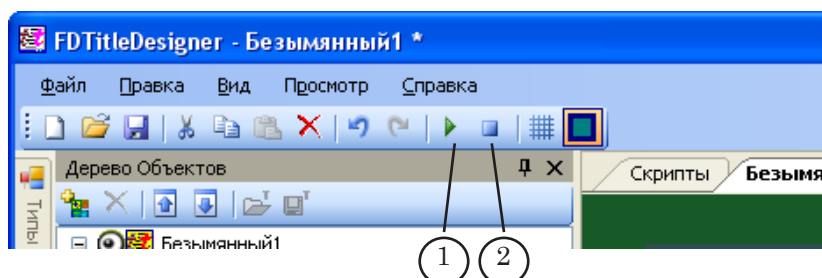 FDTitleDesigner - Безымянный1 *
Файл Правка Вид Просмотр Справка
Дерево Объектов
Скрипты Безымя
Типы
Безымянный1
1 2